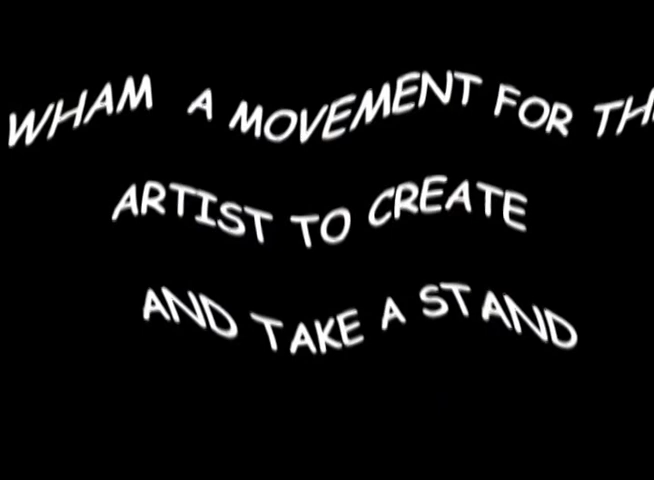 WHAM A MOVEMENT FOR TH
ARTIST TO CREATE
AND TAKE A STAND